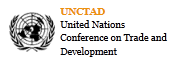 UNCTAD
United Nations
Conference on Trade and
Development